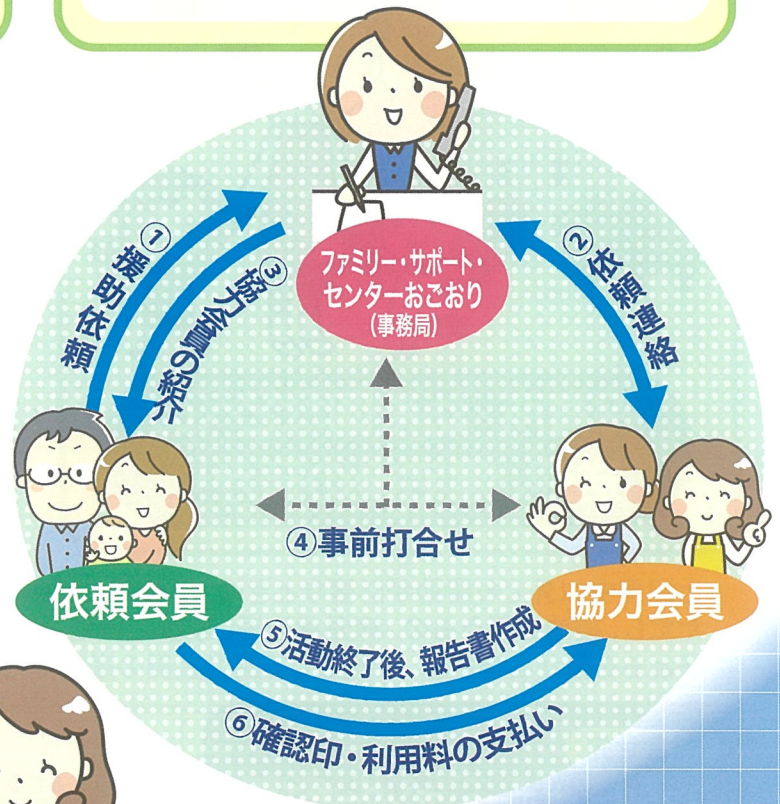 ファミリー・サポート・
センターおごおり
(事務局)
①援助依頼
②依頼連絡
③協力会員の紹介
④事前打合せ
依頼会員
協力会員
⑤活動終了後、報告書作成
⑥確認印・利用料の支払い